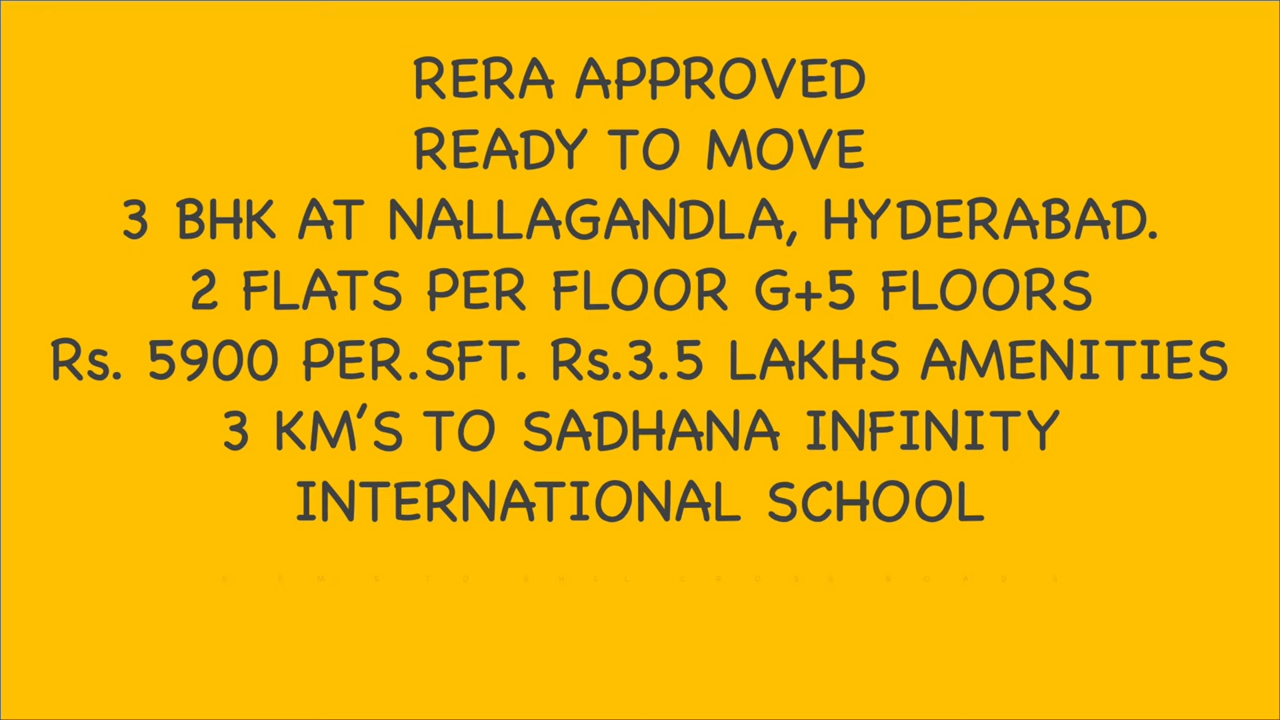 RERA APPROVED
READY TO MOVE
3 BHK AT NALLAGANDLA, HYDERABAD.
2 FLATS PER FLOOR G+5 FLOORS
Rs. 5900 PER.SFT. Rs.3.5 LAKHS AMENITIES
3 KM'S TO SADHANA INFINITY
INTERNATIONAL SCHOOL